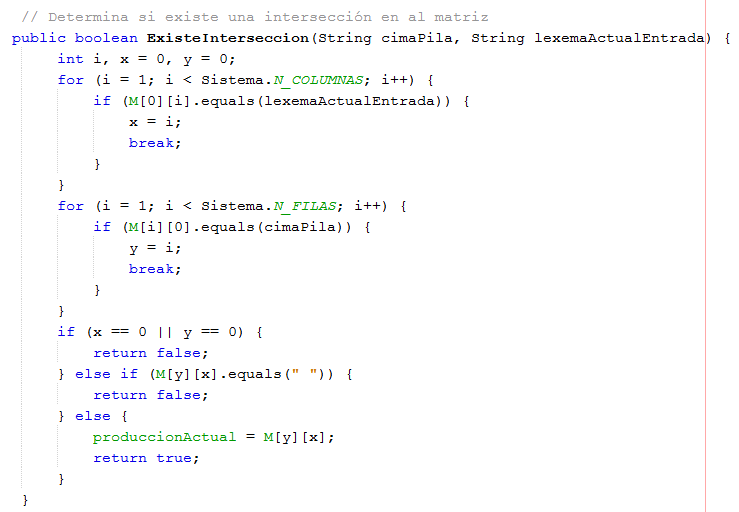 // Determina si existe una intersección en al matriz
public boolean ExisteInterseccion(String cimaPila, String lexemaActualEntrada) {
int i, x = 0, y = 0;
for (i = 1; i < Sistema.N_COLUMNAS; i++) {
if (M[0][i].equals(lexemaActualEntrada)) {
x = i;
break;
}
}
for (i = 1; i < Sistema.N_FILAS; i++) {
if (M[i][0].equals(cimaPila)) {
y = i;
break;
}
}
if (x == 0 || y == 0) {
return false;
} else if (M[y][x].equals(" ")) {
return false;
} else {
produccionActual = M[y][x];
return true;
}
}